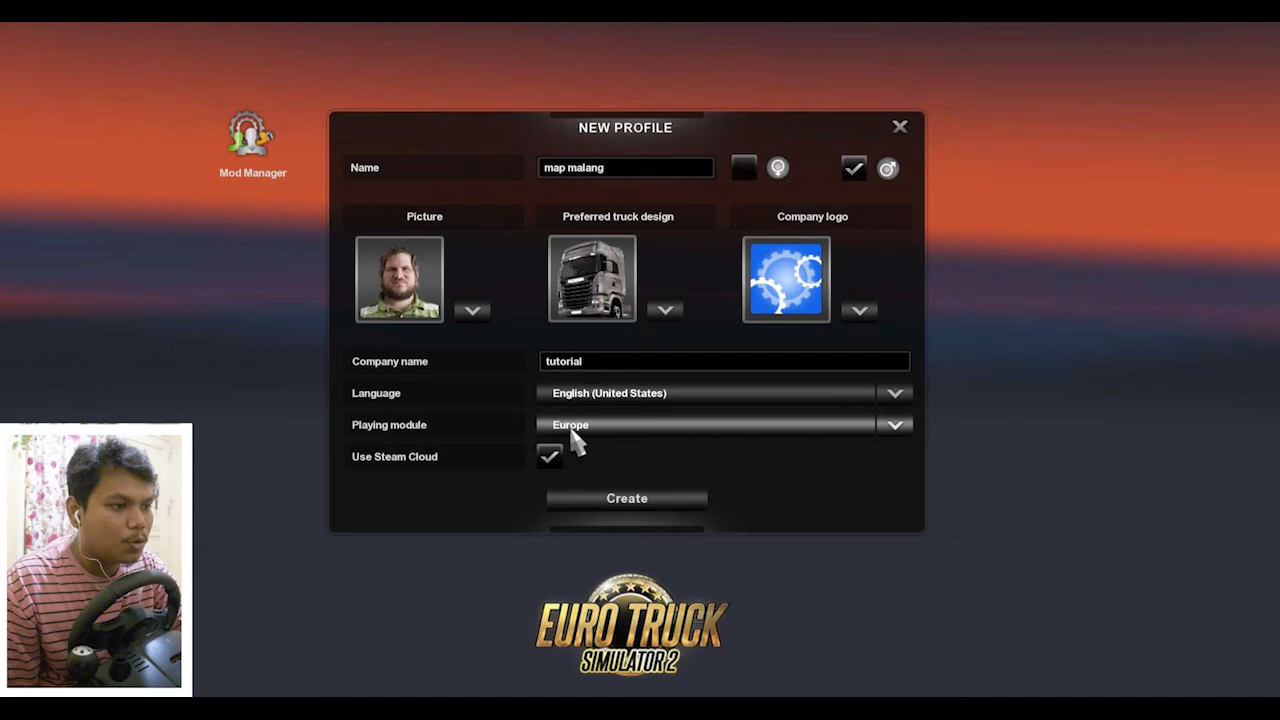 NEW PROFILE
Mod Manager
Name
map malang
Picture
Preferred truck design
Company logo
Company name
tutorial
Language
English (United States)
Playing module
Europe
Use Steam Cloud
Create
EURO TRUCK
SIMULATOR 2